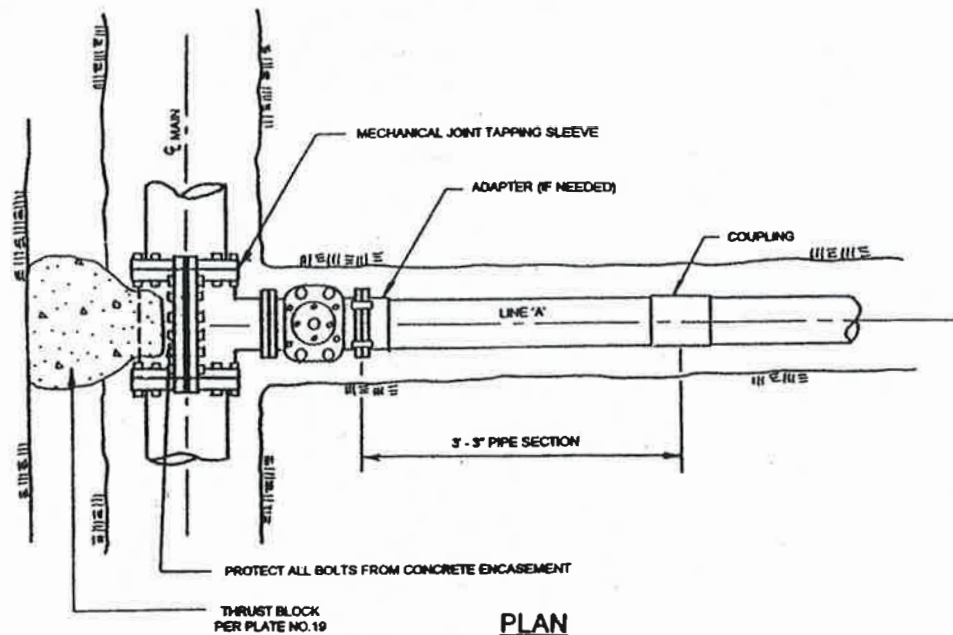 ℄ MAIN
MECHANICAL JOINT TAPPING SLEEVE
ADAPTER (IF NEEDED)
COUPLING
LINE 'A'
3' - 3" PIPE SECTION
PROTECT ALL BOLTS FROM CONCRETE ENCASEMENT
THRUST BLOCK
PER PLATE NO.19
PLAN